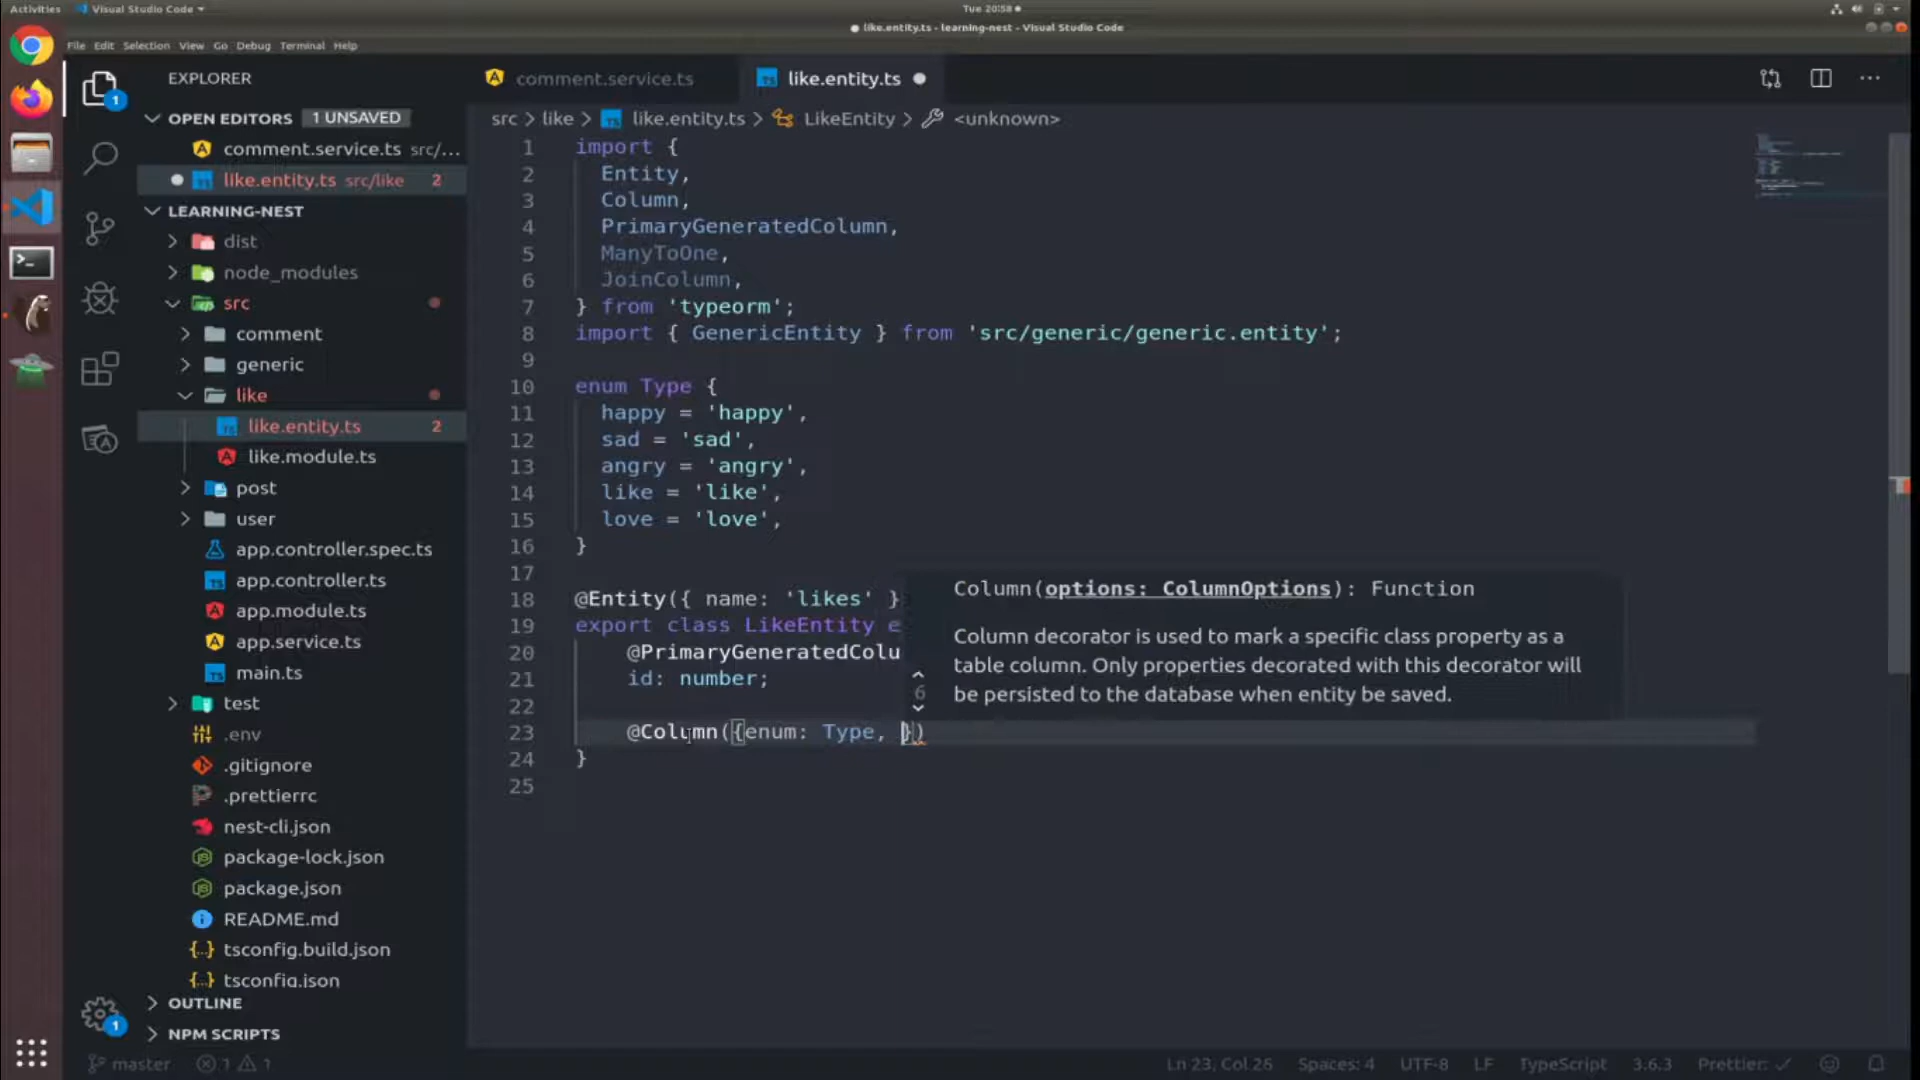 Activities
Visual Studio Code
Tue 20:58
like.entity.ts - learning-nest - Visual Studio Code
File Edit Selection View Go Debug Terminal Help
EXPLORER
OPEN EDITORS 1 UNSAVED
comment.service.ts src/...
like.entity.ts src/like 2
LEARNING-NEST
dist
node_modules
src
comment
generic
like
like.entity.ts 2
like.module.ts
post
user
app.controller.spec.ts
app.controller.ts
app.module.ts
app.service.ts
main.ts
test
.env
.gitignore
.prettierrc
nest-cli.json
package-lock.json
package.json
README.md
tsconfig.build.json
tsconfig.json
OUTLINE
NPM SCRIPTS
1
1
comment.service.ts
like.entity.ts
src > like > like.entity.ts > LikeEntity > <unknown>
1 import {
2 Entity,
3 Column,
4 PrimaryGeneratedColumn,
5 ManyToOne,
6 JoinColumn,
7 } from 'typeorm';
8 import { GenericEntity } from 'src/generic/generic.entity';
9
10 enum Type {
11 happy = 'happy',
12 sad = 'sad',
13 angry = 'angry',
14 like = 'like',
15 love = 'love',
16 }
17
18 @Entity({ name: 'likes' }
19 export class LikeEntity e
20 @PrimaryGeneratedColu
21 id: number;
22
23 @Column({enum: Type, })
24 }
25
Column(options: ColumnOptions): Function
Column decorator is used to mark a specific class property as a
table column. Only properties decorated with this decorator will
be persisted to the database when entity be saved.
6
master 1 1
Ln 23, Col 26 Spaces: 4 UTF-8 LF TypeScript 3.6.3 Prettier: ✓